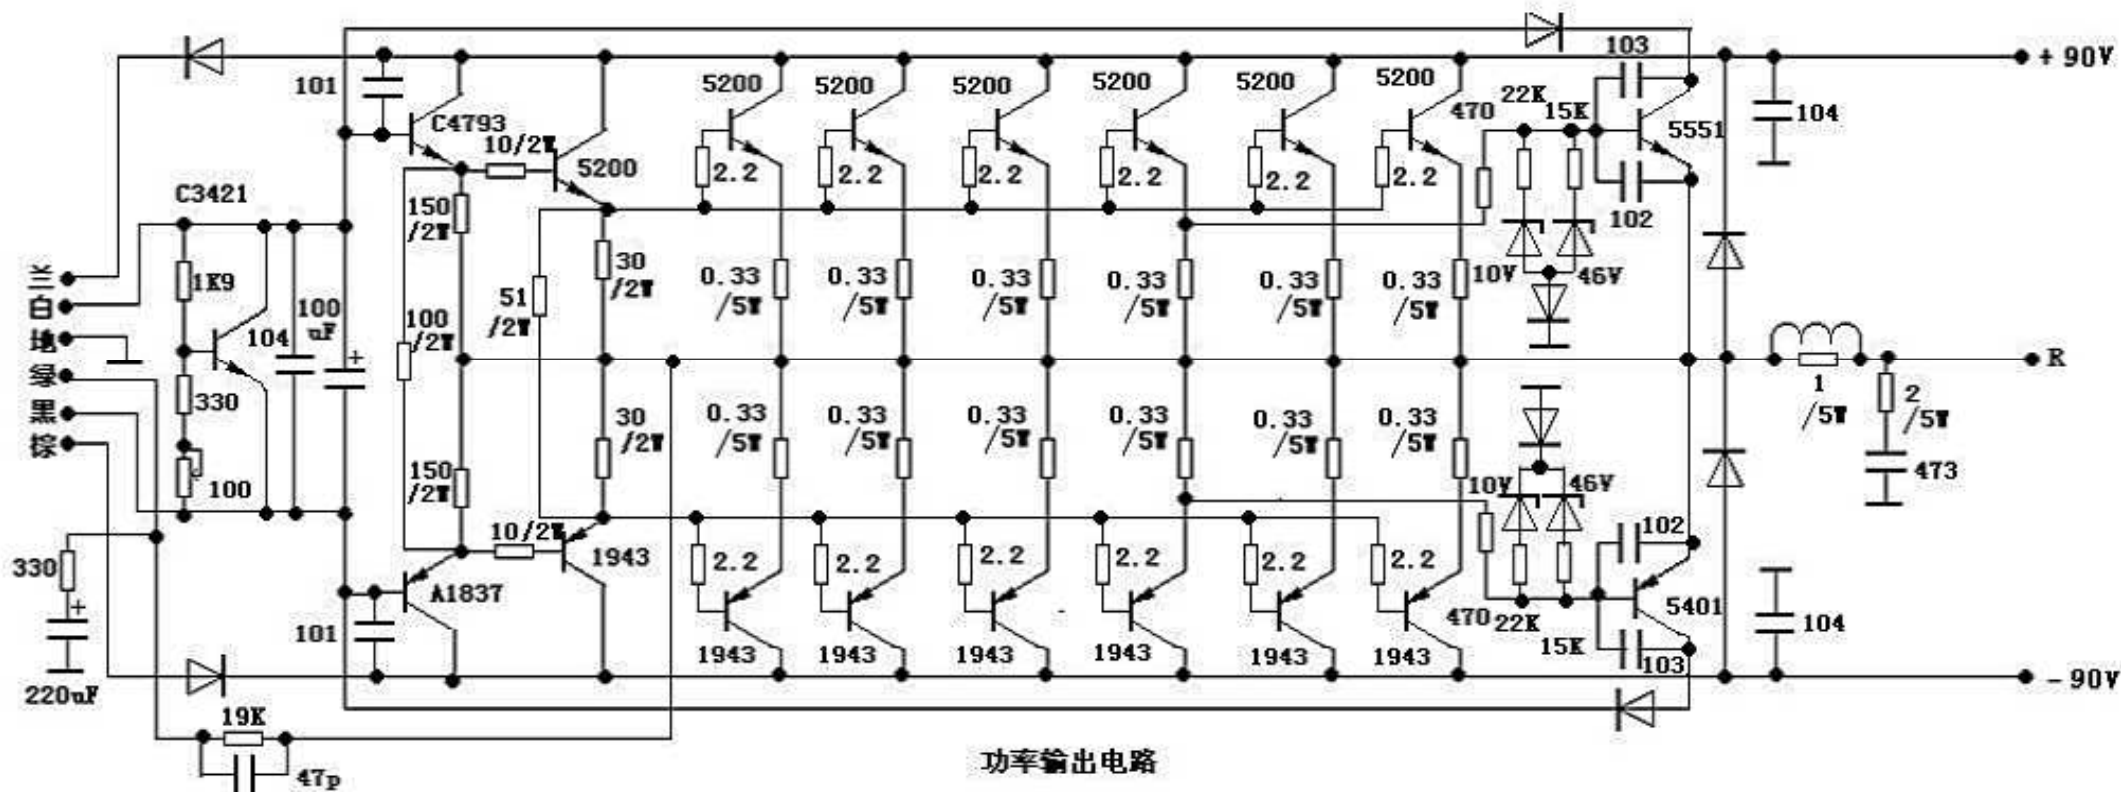 103
+ 90V
5200
5200
5200
5200
5200
5200
101
22K
470
15K
C4793
104
5551
10/2W
5200
2.2
2.2
2.2
2.2
2.2
2.2
C3421
150
/2W
102
兰
1K9
30
/2W
0.33
/5W
0.33
/5W
0.33
/5W
0.33
/5W
0.33
/5W
0.33
/5W
10V
46V
白
51
/2W
100
uF
地
104
100
/2W
+
R
绿
330
1
/5W
2
/5W
黑
30
/2W
0.33
/5W
0.33
/5W
0.33
/5W
0.33
/5W
0.33
/5W
0.33
/5W
棕
150
/2W
473
100
10V
46V
10/2W
102
330
1943
2.2
2.2
2.2
2.2
2.2
2.2
+
A1837
5401
470
22K
101
104
15K
1943
1943
1943
1943
1943
1943
103
220uF
- 90V
19K
功率输出电路
47p